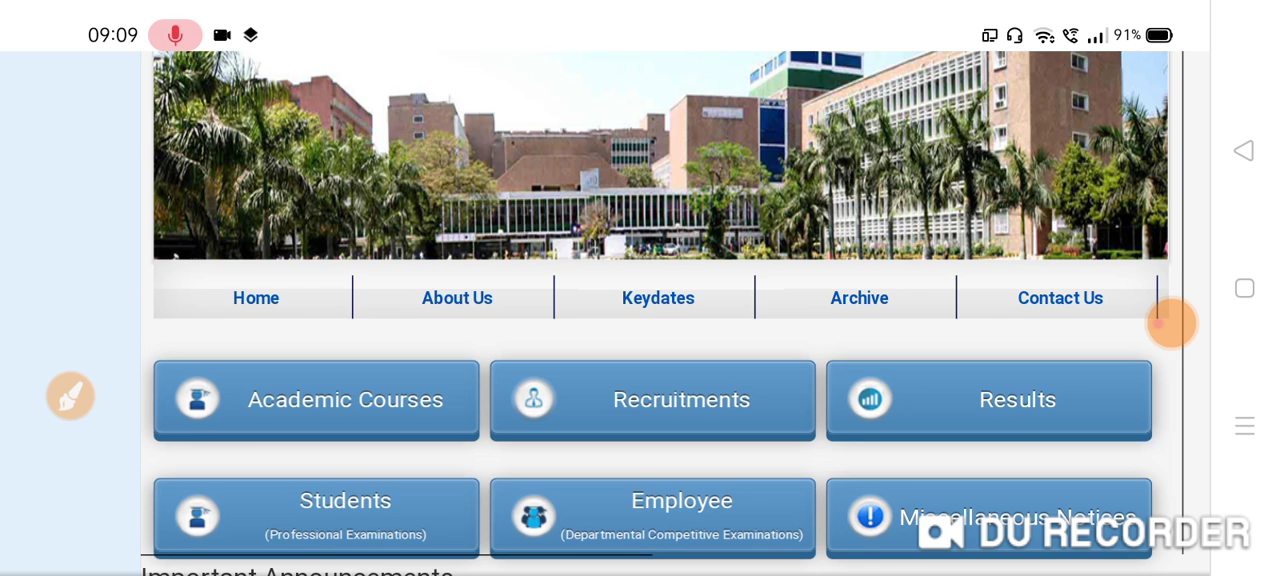 09:09 91%
Home About Us Keydates Archive Contact Us
Academic Courses Recruitments Results
Students Employee Miscellaneous Notices
(Professional Examinations) (Departmental Competitive Examinations)
DU RECORDER
Important Announcements